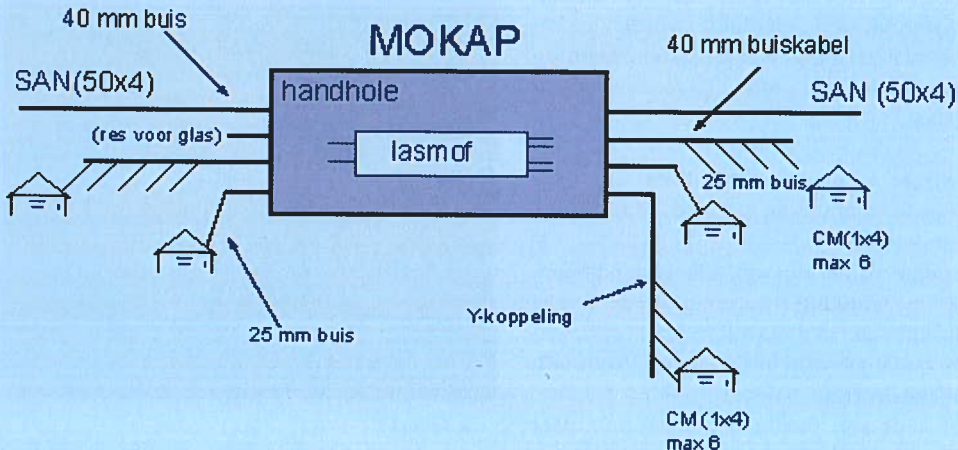 40 mm buis
MOKAP
40 mm buiskabel
SAN(50x4)
handhole
SAN (50x4)
(res voor glas)
lasmof
25 mm buis
CM(1x4)
max 6
25 mm buis
Y-koppeling
CM(1x4)
max 6